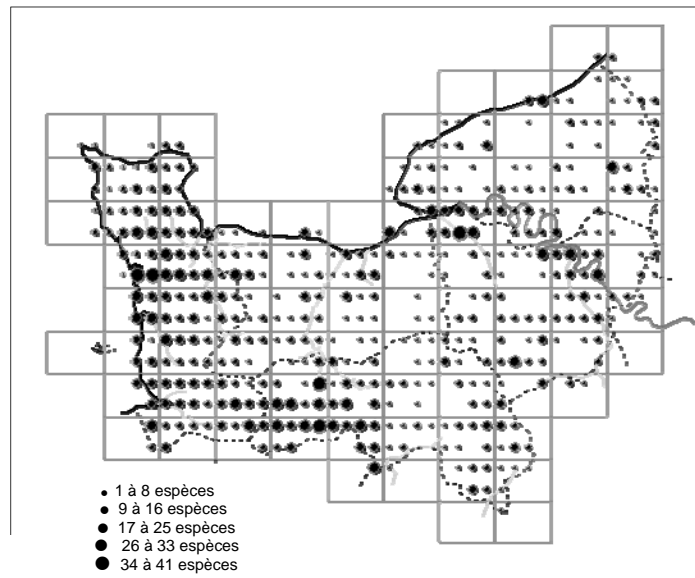 1 à 8 espèces
9 à 16 espèces
17 à 25 espèces
26 à 33 espèces
34 à 41 espèces